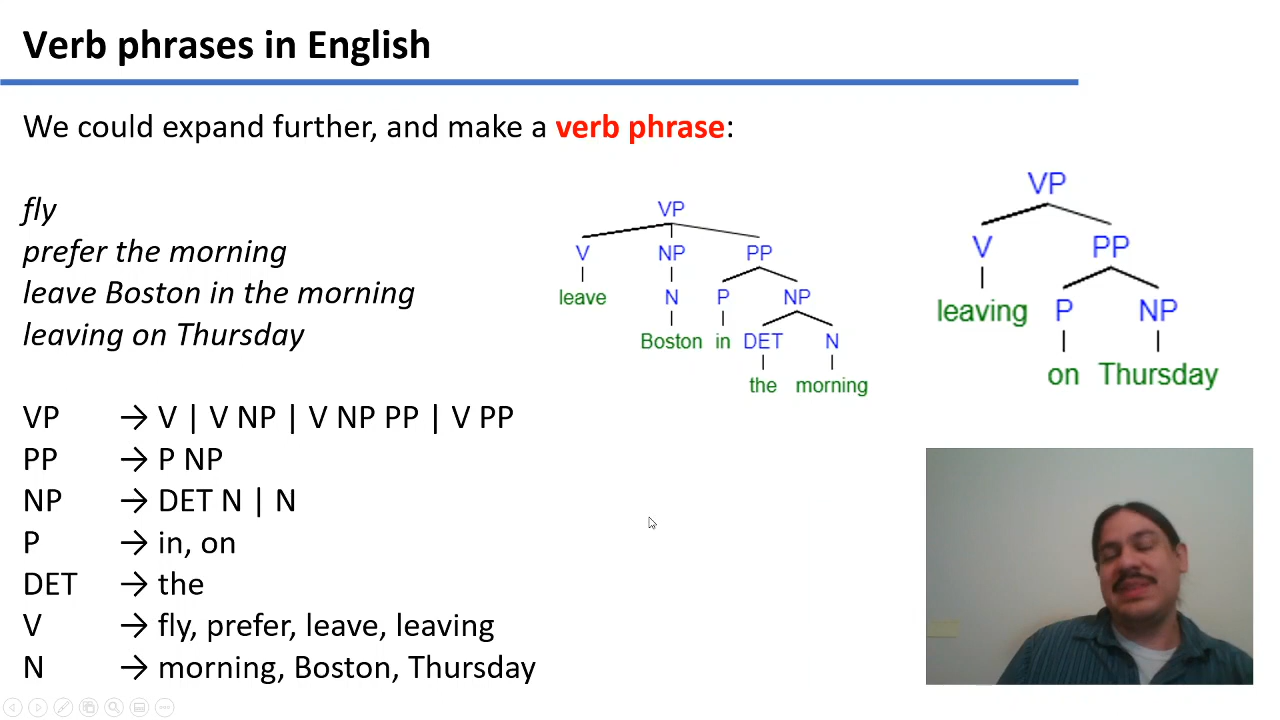 Verb phrases in English
We could expand further, and make a verb phrase:
fly
prefer the morning
leave Boston in the morning
leaving on Thursday
VP → V | V NP | V NP PP | V PP
PP → P NP
NP → DET N | N
P → in, on
DET → the
V → fly, prefer, leave, leaving
N → morning, Boston, Thursday
VP
V NP PP
leave N P NP
Boston in DET N
the morning
VP
V PP
leaving P NP
on Thursday